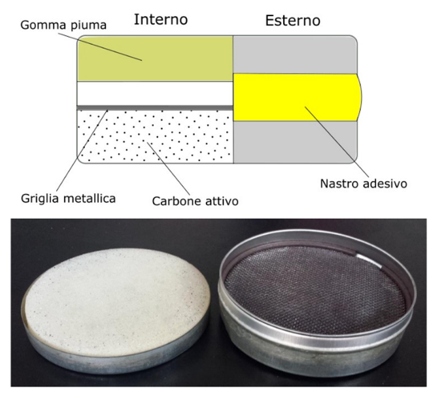 Interno
Esterno
Gomma piuma
Griglia metallica
Carbone attivo
Nastro adesivo